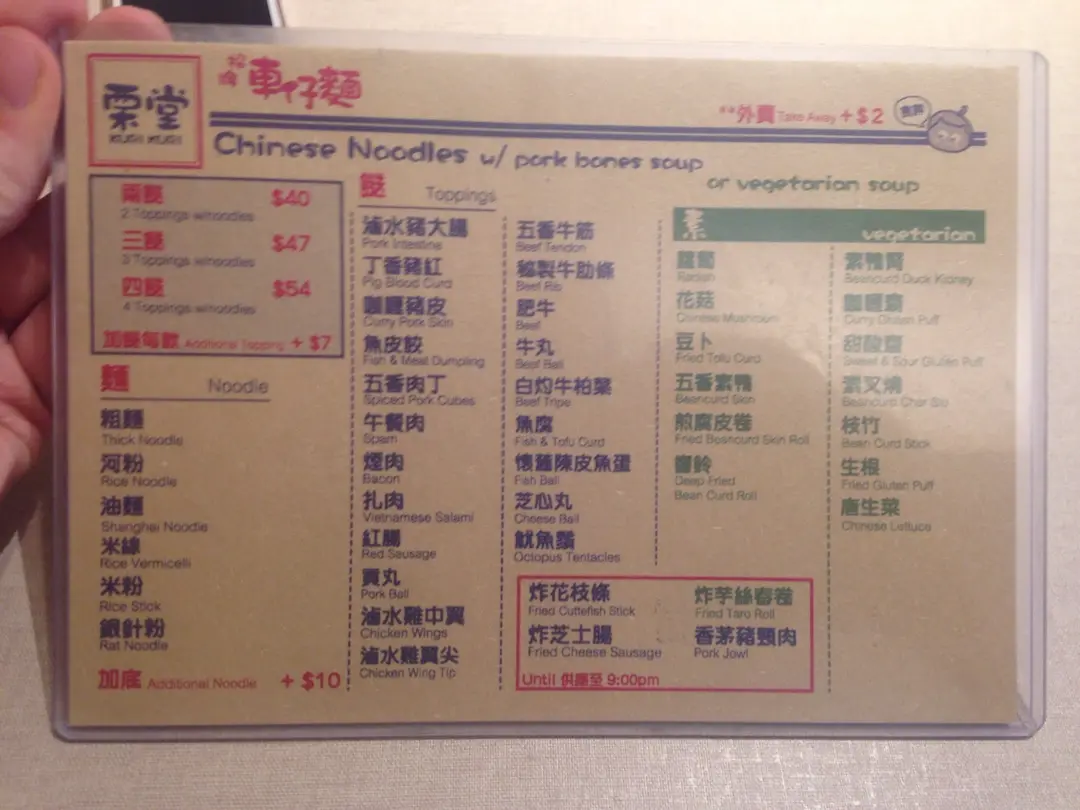 栗堂
KURI KURI
招牌 車仔麵
**外賣 Take Away +$2
Chinese Noodles w/ pork bones soup
or vegetarian soup
兩餸 $40
2 Toppings w/noodles
三餸 $47
3 Toppings w/noodles
四餸 $54
4 Toppings w/noodles
加餸每款 Additional Topping + $7
麵 Noodle
粗麵
Thick Noodle
河粉
Rice Noodle
油麵
Shanghai Noodle
米線
Rice Vermicelli
米粉
Rice Stick
銀針粉
Rat Noodle
加底 Additional Noodle + $10
餸 Toppings
滷水豬大腸
Pork Intestine
丁香豬紅
Pig Blood Curd
咖喱豬皮
Curry Pork Skin
魚皮餃
Fish & Meat Dumpling
五香肉丁
Spiced Pork Cubes
午餐肉
Spam
煙肉
Bacon
扎肉
Vietnamese Salami
紅腸
Red Sausage
貢丸
Pork Ball
滷水雞中翼
Chicken Wings
滷水雞翼尖
Chicken Wing Tip
五香牛筋
Beef Tendon
秘製牛肋條
Beef Rib
肥牛
Beef
牛丸
Beef Ball
白灼牛柏葉
Beef Tripe
魚腐
Fish & Tofu Curd
懷舊陳皮魚蛋
Fish Ball
芝心丸
Cheese Ball
魷魚鬚
Octopus Tentacles
素 vegetarian
蘿蔔
Radish
花菇
Chinese Mushroom
豆卜
Fried Tofu Curd
五香素鴨
Beancurd Skin
煎腐皮卷
Fried Beancurd Skin Roll
響鈴
Deep Fried
Bean Curd Roll
素鴨腎
Beancurd Duck Kidney
咖喱齋
Curry Gluten Puff
甜酸齋
Sweet & Sour Gluten Puff
素叉燒
Beancurd Char Siu
枝竹
Bean Curd Stick
生根
Fried Gluten Puff
唐生菜
Chinese Lettuce
炸花枝條
Fried Cuttlefish Stick
炸芝士腸
Fried Cheese Sausage
炸芋絲春卷
Fried Taro Roll
香茅豬頸肉
Pork Jowl
Until 供應至 9:00pm